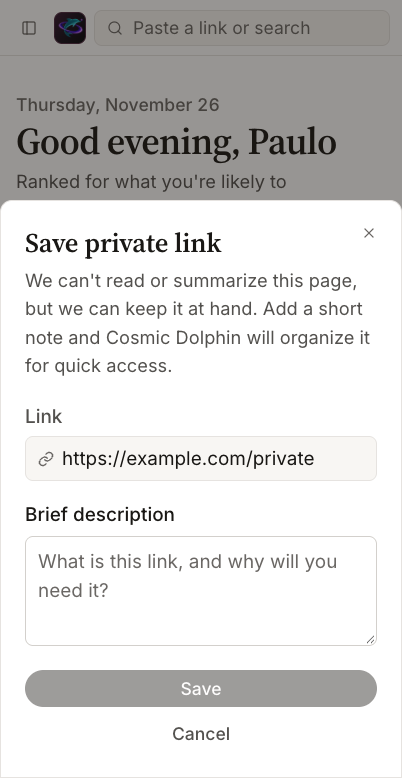 Paste a link or search
Thursday, November 26
Good evening, Paulo
Ranked for what you're likely to
Save private link
We can't read or summarize this page,
but we can keep it at hand. Add a short
note and Cosmic Dolphin will organize it
for quick access.
Link
https://example.com/private
Brief description
What is this link, and why will you
need it?
Save
Cancel